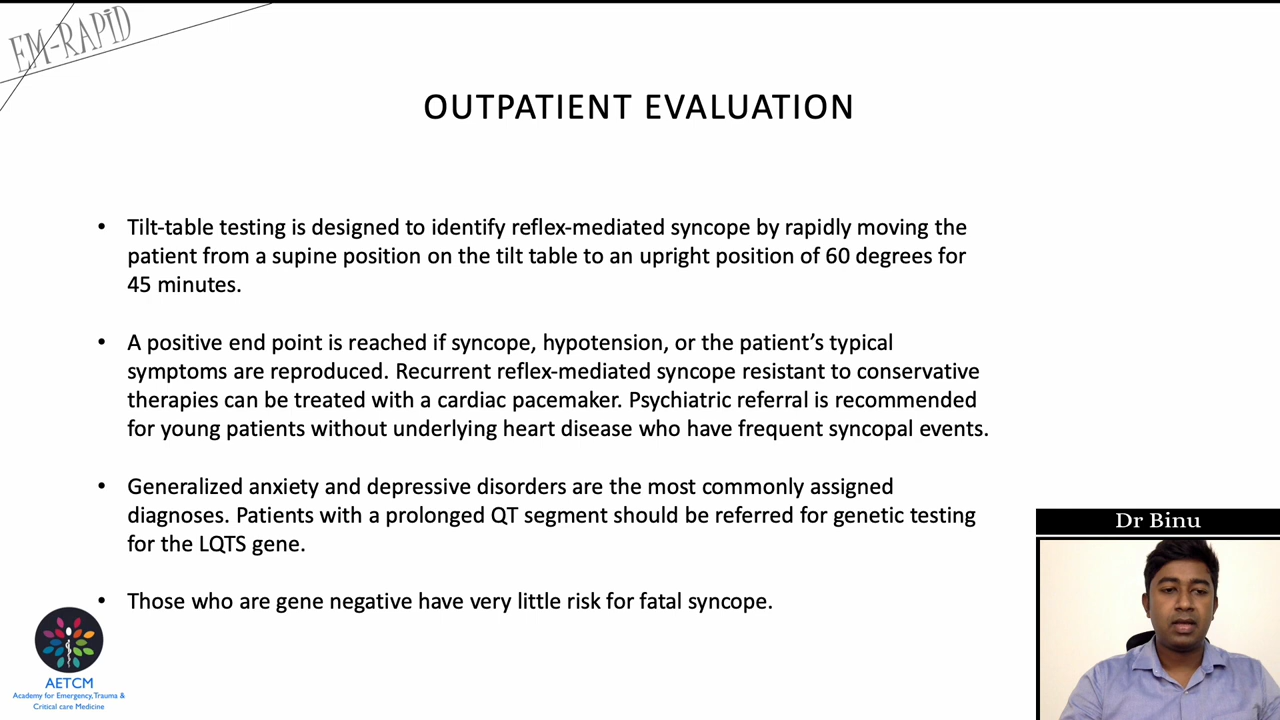 EM-RAPID
OUTPATIENT EVALUATION
• Tilt-table testing is designed to identify reflex-mediated syncope by rapidly moving the
patient from a supine position on the tilt table to an upright position of 60 degrees for
45 minutes.
• A positive end point is reached if syncope, hypotension, or the patient’s typical
symptoms are reproduced. Recurrent reflex-mediated syncope resistant to conservative
therapies can be treated with a cardiac pacemaker. Psychiatric referral is recommended
for young patients without underlying heart disease who have frequent syncopal events.
• Generalized anxiety and depressive disorders are the most commonly assigned
diagnoses. Patients with a prolonged QT segment should be referred for genetic testing
for the LQTS gene.
• Those who are gene negative have very little risk for fatal syncope.
AETCM
Academy for Emergency, Trauma &
Critical care Medicine
Dr Binu